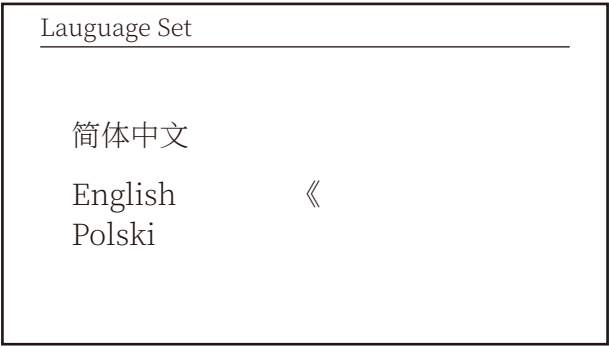 Lauguage Set
简体中文
English 《
Polski